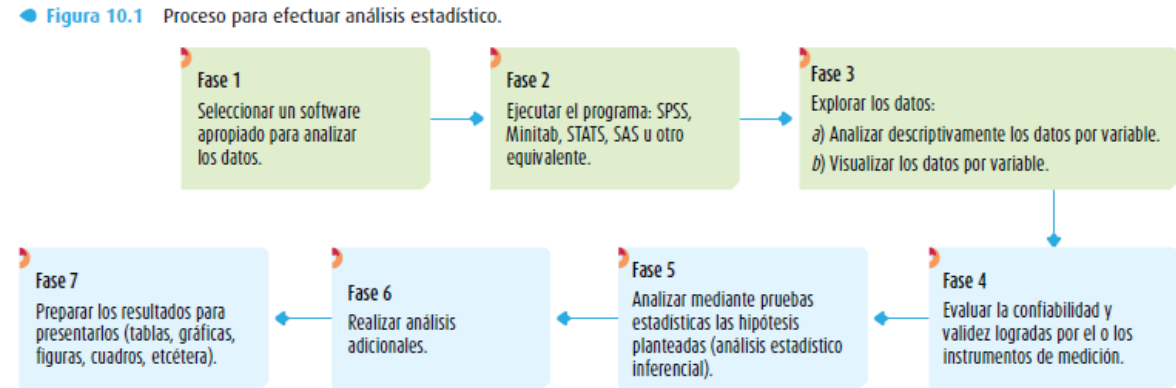 Figura 10.1 Proceso para efectuar análisis estadístico.
Fase 1
Seleccionar un software
apropiado para analizar
los datos.
Fase 2
Ejecutar el programa: SPSS,
Minitab, STATS, SAS u otro
equivalente.
Fase 3
Explorar los datos:
a) Analizar descriptivamente los datos por variable.
b) Visualizar los datos por variable.
Fase 4
Evaluar la confiabilidad y
validez logradas por el o los
instrumentos de medición.
Fase 5
Analizar mediante pruebas
estadísticas las hipótesis
planteadas (análisis estadístico
inferencial).
Fase 6
Realizar análisis
adicionales.
Fase 7
Preparar los resultados para
presentarlos (tablas, gráficas,
figuras, cuadros, etcétera).